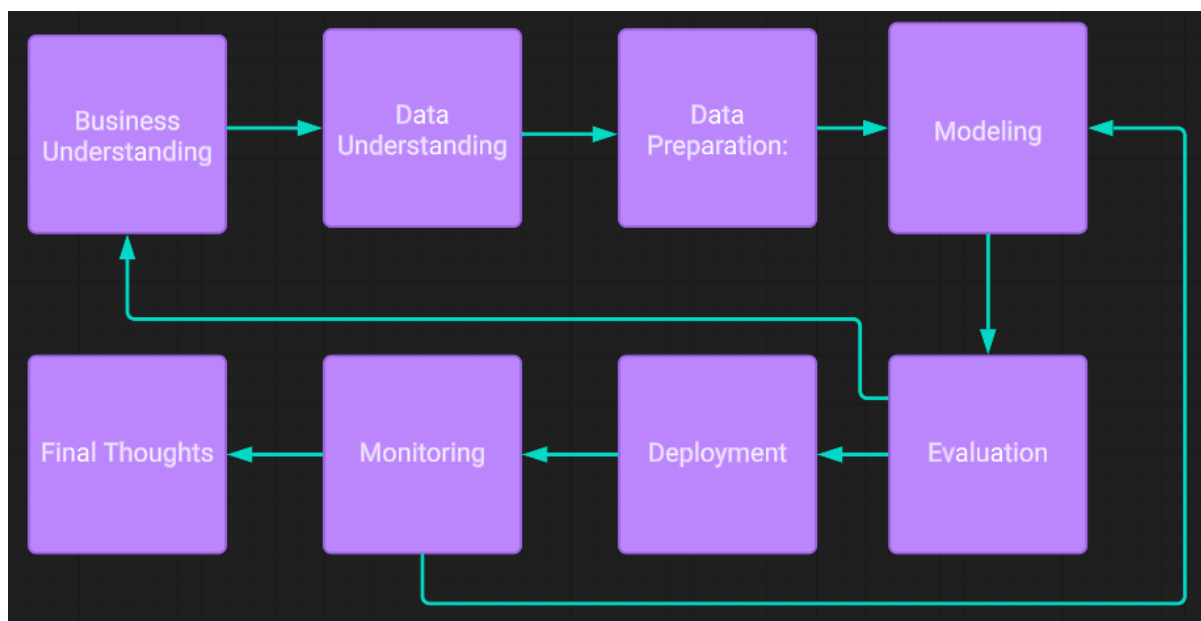 Business
Understanding
Data
Understanding
Data
Preparation:
Modeling
Final Thoughts
Monitoring
Deployment
Evaluation